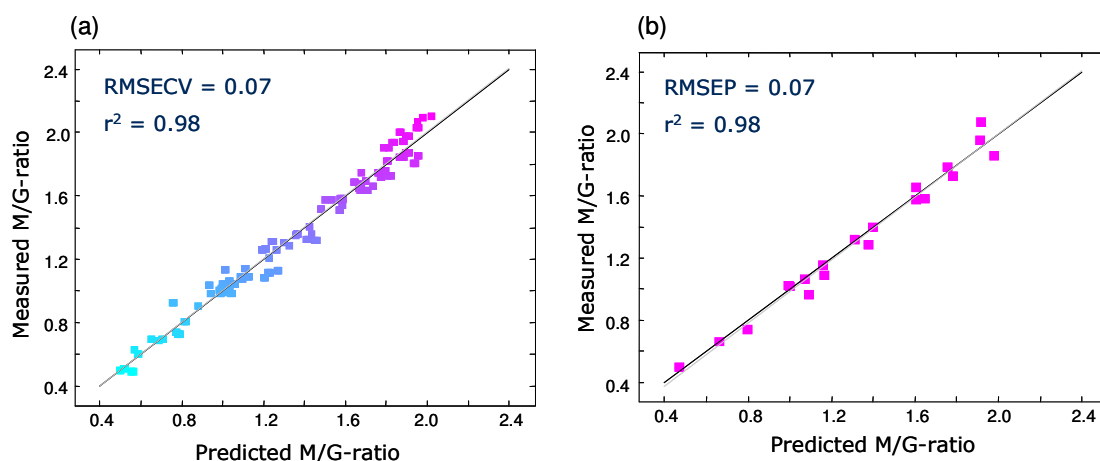 (a)
RMSECV = 0.07
r² = 0.98
Measured M/G-ratio
2.4
2.0
1.6
1.2
0.8
0.4
0.4 0.8 1.2 1.6 2.0 2.4
Predicted M/G-ratio
(b)
RMSEP = 0.07
r² = 0.98
Measured M/G-ratio
2.4
2.0
1.6
1.2
0.8
0.4
0.4 0.8 1.2 1.6 2.0 2.4
Predicted M/G-ratio